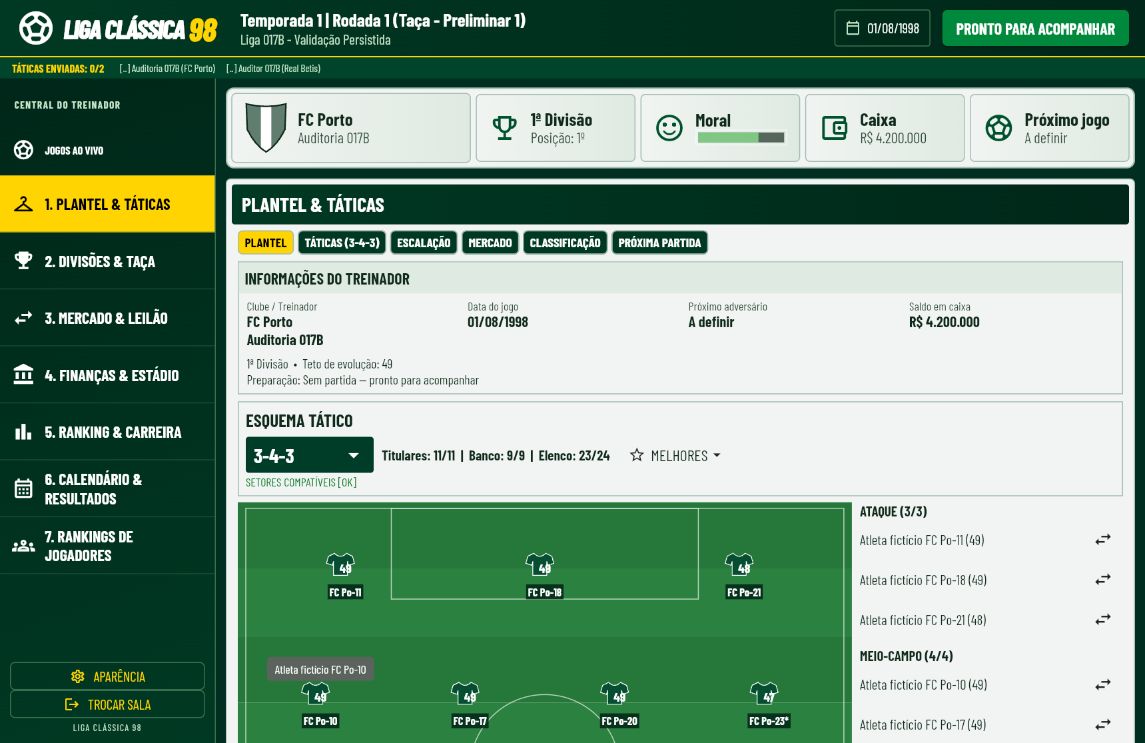 LIGA CLÁSSICA 98
Temporada 1 | Rodada 1 (Taça - Preliminar 1)
Liga 017B - Validação Persistida
01/08/1998
PRONTO PARA ACOMPANHAR
TÁTICAS ENVIADAS: 0/2 [..] Auditoria 017B (FC Porto) [..] Auditor 017B (Real Betis)
CENTRAL DO TREINADOR
JOGOS AO VIVO
1. PLANTEL & TÁTICAS
2. DIVISÕES & TAÇA
3. MERCADO & LEILÃO
4. FINANÇAS & ESTÁDIO
5. RANKING & CARREIRA
6. CALENDÁRIO &
RESULTADOS
7. RANKINGS DE
JOGADORES
APARÊNCIA
TROCAR SALA
LIGA CLÁSSICA 98
FC Porto
Auditoria 017B
1ª Divisão
Posição: 1º
Moral
Caixa
R$ 4.200.000
Próximo jogo
A definir
PLANTEL & TÁTICAS
PLANTEL
TÁTICAS (3-4-3)
ESCALAÇÃO
MERCADO
CLASSIFICAÇÃO
PRÓXIMA PARTIDA
INFORMAÇÕES DO TREINADOR
Clube / Treinador
FC Porto
Auditoria 017B
Data do jogo
01/08/1998
Próximo adversário
A definir
Saldo em caixa
R$ 4.200.000
1ª Divisão • Teto de evolução: 49
Preparação: Sem partida — pronto para acompanhar
ESQUEMA TÁTICO
3-4-3
Titulares: 11/11 | Banco: 9/9 | Elenco: 23/24
MELHORES
SETORES COMPATÍVEIS [OK]
49
FC Po-11
49
FC Po-18
48
FC Po-21
Atleta fictício FC Po-10
49
FC Po-10
49
FC Po-17
49
FC Po-20
47
FC Po-23*
ATAQUE (3/3)
Atleta fictício FC Po-11 (49)
Atleta fictício FC Po-18 (49)
Atleta fictício FC Po-21 (48)
MEIO-CAMPO (4/4)
Atleta fictício FC Po-10 (49)
Atleta fictício FC Po-17 (49)